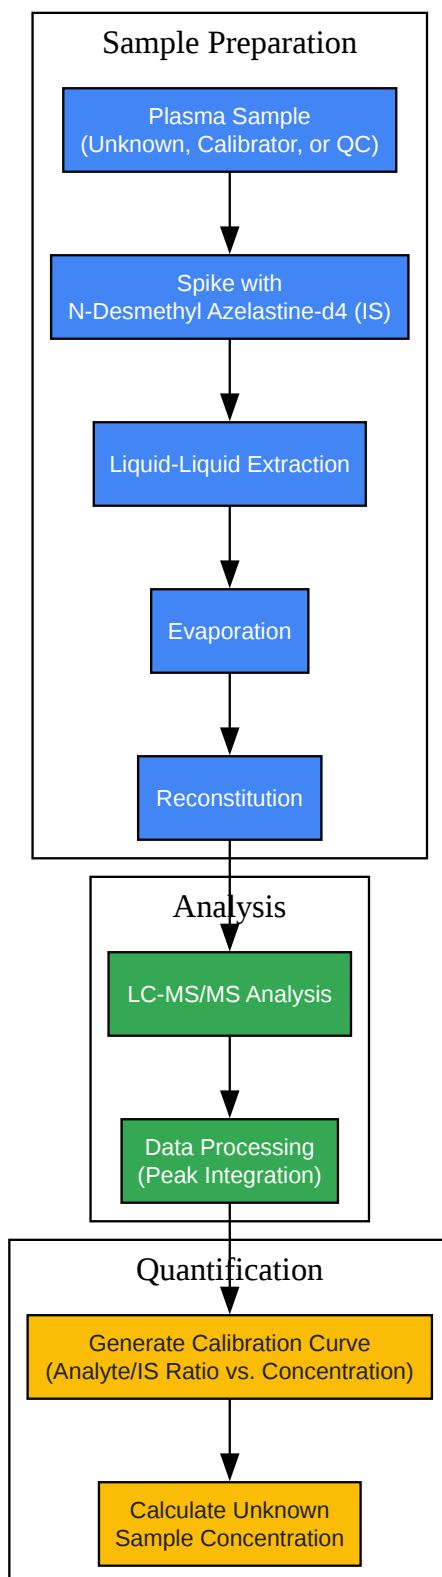 Sample Preparation
Plasma Sample
(Unknown, Calibrator, or QC)
Spike with
N-Desmethyl Azelastine-d4 (IS)
Liquid-Liquid Extraction
Evaporation
Reconstitution
Analysis
LC-MS/MS Analysis
Data Processing
(Peak Integration)
Quantification
Generate Calibration Curve
(Analyte/IS Ratio vs. Concentration)
Calculate Unknown
Sample Concentration